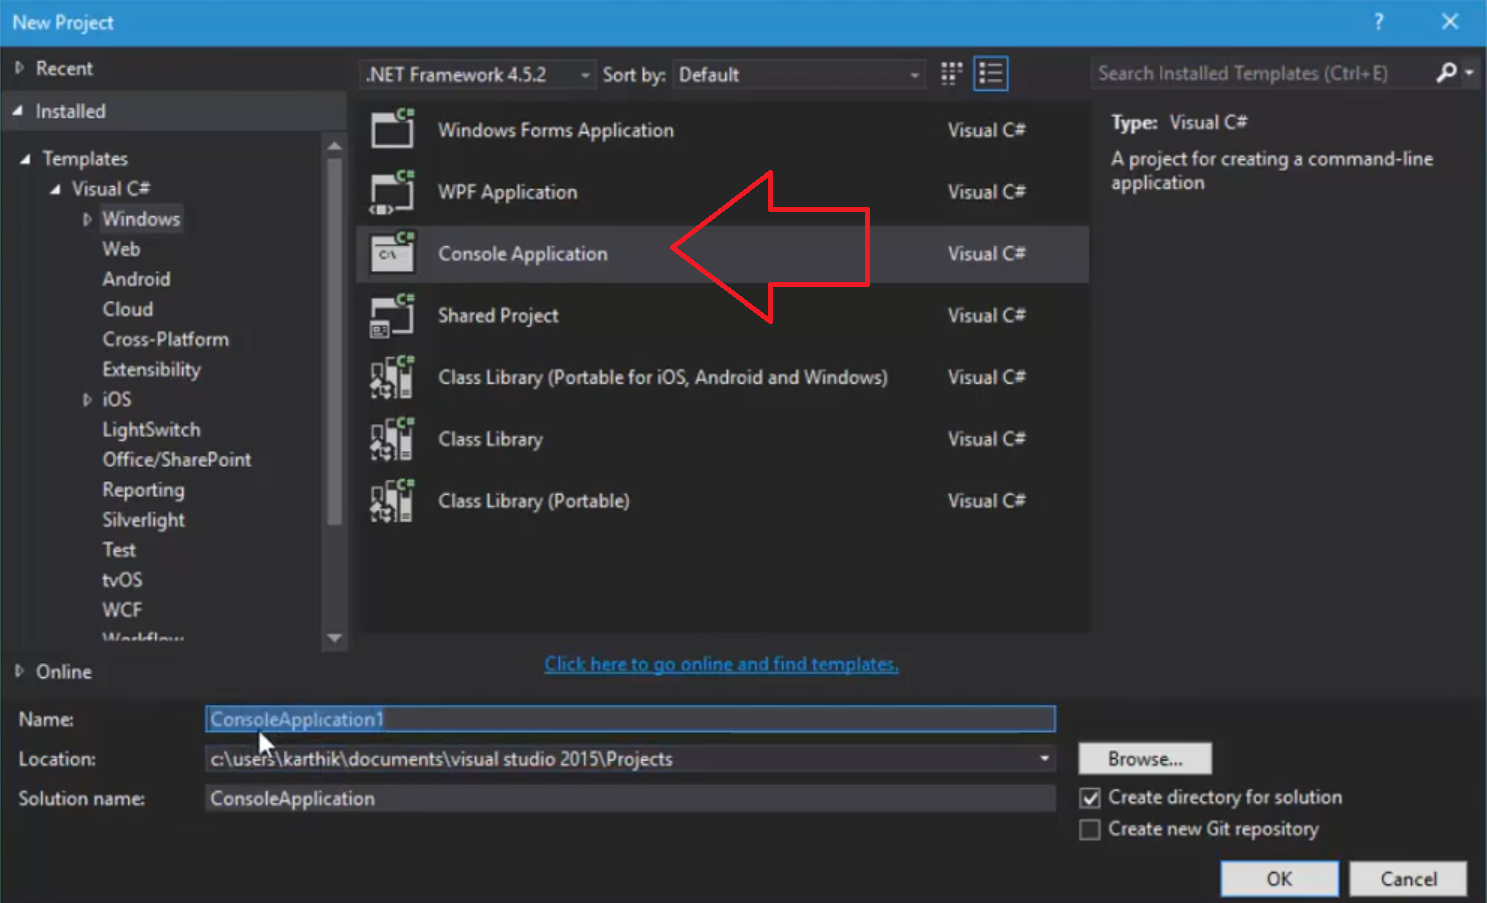 New Project
?
Recent
.NET Framework 4.5.2
Sort by:
Default
Search Installed Templates (Ctrl+E)
Installed
Templates
Visual C#
Windows
Web
Android
Cloud
Cross-Platform
Extensibility
iOS
LightSwitch
Office/SharePoint
Reporting
Silverlight
Test
tvOS
WCF
Workflow
Online
C# Windows Forms Application Visual C#
C# WPF Application Visual C#
C# C:\ Console Application Visual C#
C# Shared Project Visual C#
C# Class Library (Portable for iOS, Android and Windows) Visual C#
C# Class Library Visual C#
C# Class Library (Portable) Visual C#
Click here to go online and find templates.
Type: Visual C#
A project for creating a command-line
application
Name: ConsoleApplication1
Location: c:\users\karthik\documents\visual studio 2015\Projects
Browse...
Solution name: ConsoleApplication
Create directory for solution
Create new Git repository
OK
Cancel